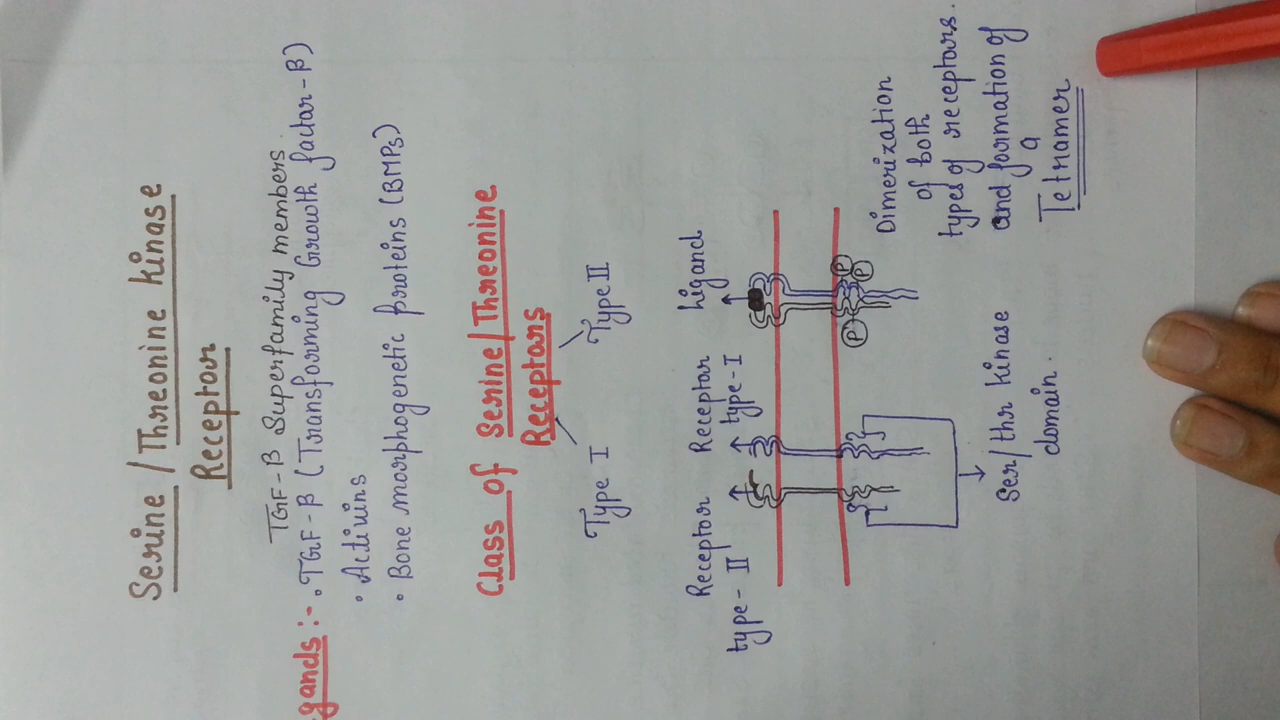 Serine/Threonine kinase
Receptor
TGF-B Superfamily members.
gands:- • TGF-B (Transforming Growth factor-B)
• Activins
• Bone morphogenetic proteins (BMPs)
Class of Serine/Threonine
Receptors
Type I
Type II
Receptor
type-II
Receptor
type-I
Ligand
P
P
P
Ser/thr kinase
domain.
Dimerization
of both
types of receptors.
and formation of
a
Tetramer